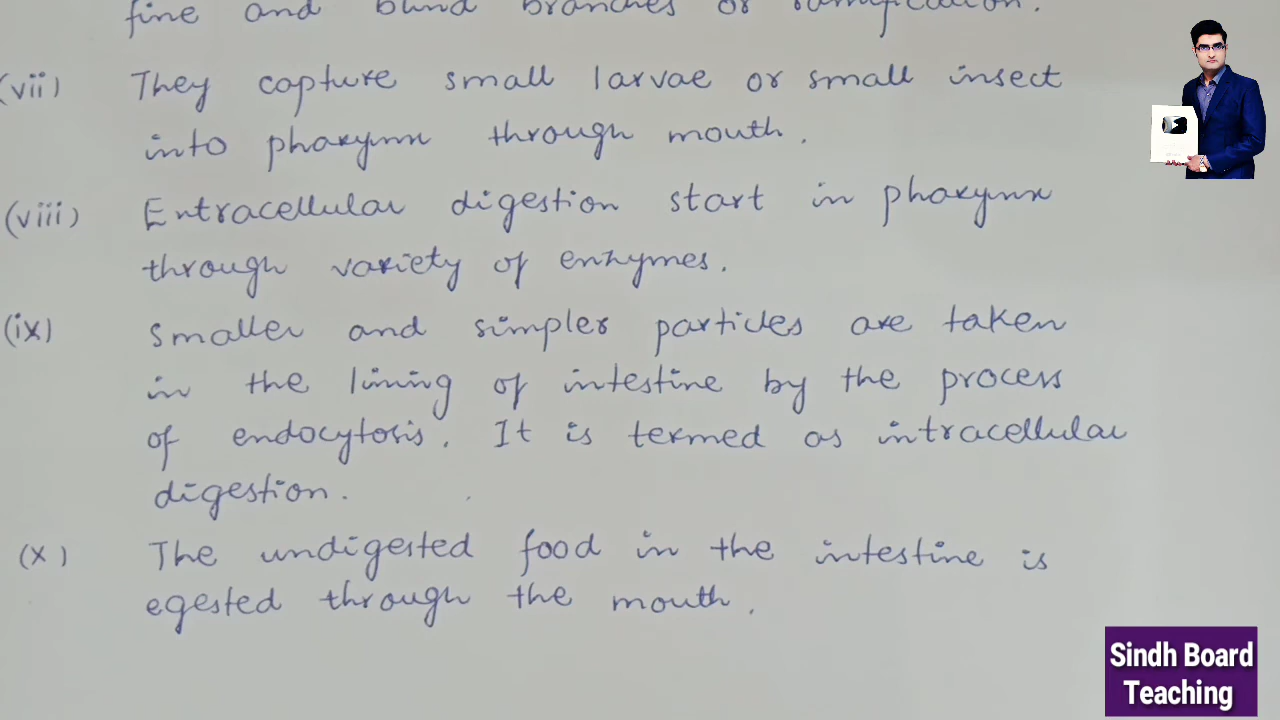 fine and blind branches or ramification.
(vii) They capture small larvae or small insect
into pharynx through mouth.
(viii) Extracellular digestion start in pharynx
through variety of enzymes.
(ix) Smaller and simpler particles are taken
in the lining of intestine by the process
of endocytosis. It is termed as intracellular
digestion.
(x) The undigested food in the intestine is
egested through the mouth.
Sindh Board
Teaching